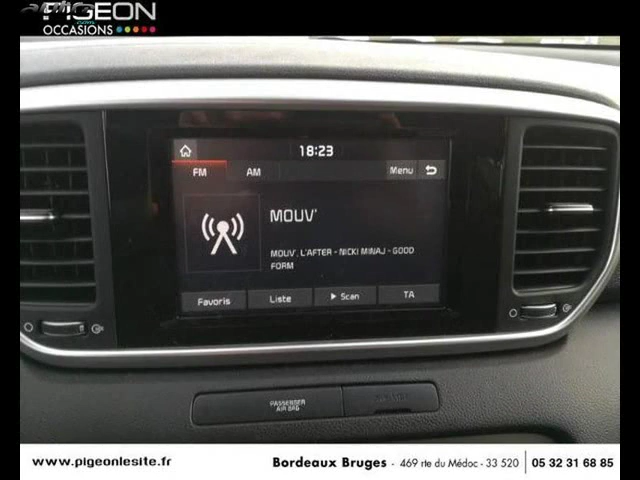 PIGEON
OCCASIONS
18:23
FM AM Menu
MOUV'
MOUV'. L'AFTER - NICKI MINAJ - GOOD
FORM
Favoris Liste ▶ Scan TA
PASSENGER
AIR BAG
www.pigeonlesite.fr Bordeaux Bruges - 469 rte du Médoc - 33 520 05 32 31 68 85